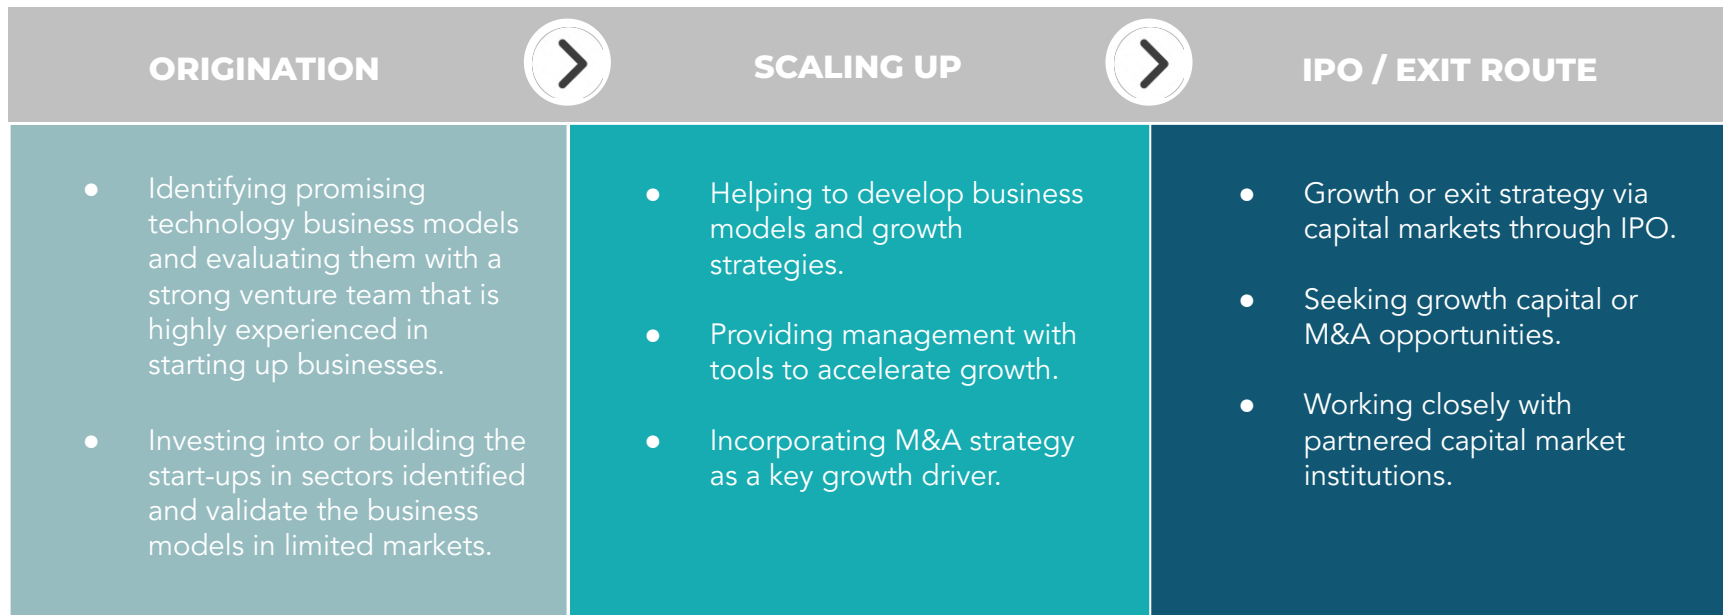 ORIGINATION
SCALING UP
IPO / EXIT ROUTE
● Identifying promising
technology business models
and evaluating them with a
strong venture team that is
highly experienced in
starting up businesses.
● Investing into or building the
start-ups in sectors identified
and validate the business
models in limited markets.
● Helping to develop business
models and growth
strategies.
● Providing management with
tools to accelerate growth.
● Incorporating M&A strategy
as a key growth driver.
● Growth or exit strategy via
capital markets through IPO.
● Seeking growth capital or
M&A opportunities.
● Working closely with
partnered capital market
institutions.